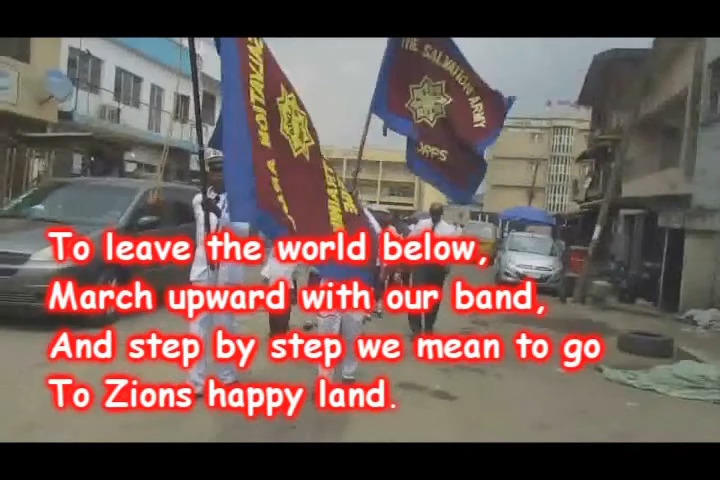 THE SALVATION ARMY
CORPS
To leave the world below,
March upward with our band,
And step by step we mean to go
To Zions happy land.